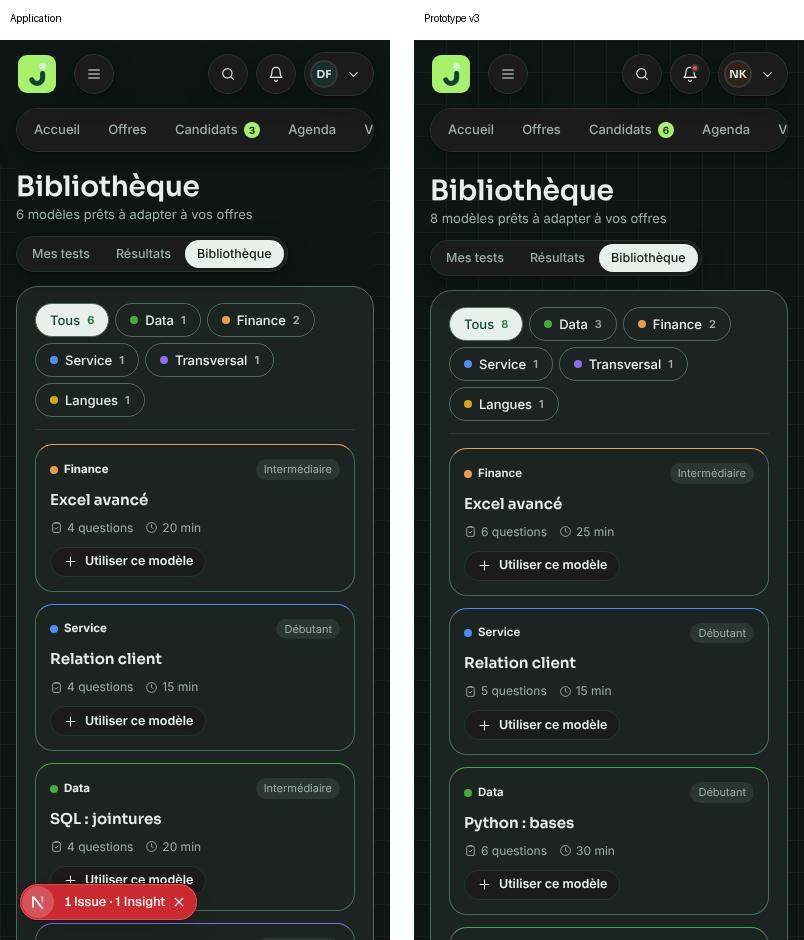 Application
DF
Accueil Offres Candidats 3 Agenda V
Bibliothèque
6 modèles prêts à adapter à vos offres
Mes tests Résultats Bibliothèque
Tous 6 Data 1 Finance 2
Service 1 Transversal 1
Langues 1
Finance Intermédiaire
Excel avancé
4 questions 20 min
Utiliser ce modèle
Service Débutant
Relation client
4 questions 15 min
Utiliser ce modèle
Data Intermédiaire
SQL : jointures
4 questions 20 min
Utiliser ce modèle
N 1 Issue · 1 Insight
Prototype v3
NK
Accueil Offres Candidats 6 Agenda V
Bibliothèque
8 modèles prêts à adapter à vos offres
Mes tests Résultats Bibliothèque
Tous 8 Data 3 Finance 2
Service 1 Transversal 1
Langues 1
Finance Intermédiaire
Excel avancé
6 questions 25 min
Utiliser ce modèle
Service Débutant
Relation client
5 questions 15 min
Utiliser ce modèle
Data Débutant
Python : bases
6 questions 30 min
Utiliser ce modèle